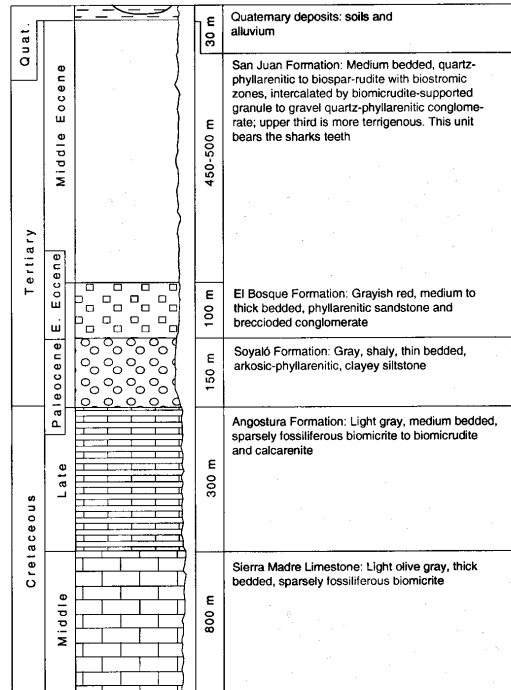 Quat.
Tertiary
Cretaceous
Middle Eocene
E. Eocene
Paleocene
Late
Middle
30 m
Quaternary deposits: soils and
alluvium
450-500 m
San Juan Formation: Medium bedded, quartz-
phyllarenitic to biospar-rudite with biostromic
zones, intercalated by biomicrudite-supported
granule to gravel quartz-phyllarenitic conglome-
rate; upper third is more terrigenous. This unit
bears the sharks teeth
100 m
El Bosque Formation: Grayish red, medium to
thick bedded, phyllarenitic sandstone and
breccioded conglomerate
150 m
Soyaló Formation: Gray, shaly, thin bedded,
arkosic-phyllarenitic, clayey siltstone
300 m
Angostura Formation: Light gray, medium bedded,
sparsely fossiliferous biomicrite to biomicrudite
and calcarenite
800 m
Sierra Madre Limestone: Light olive gray, thick
bedded, sparsely fossiliferous biomicrite